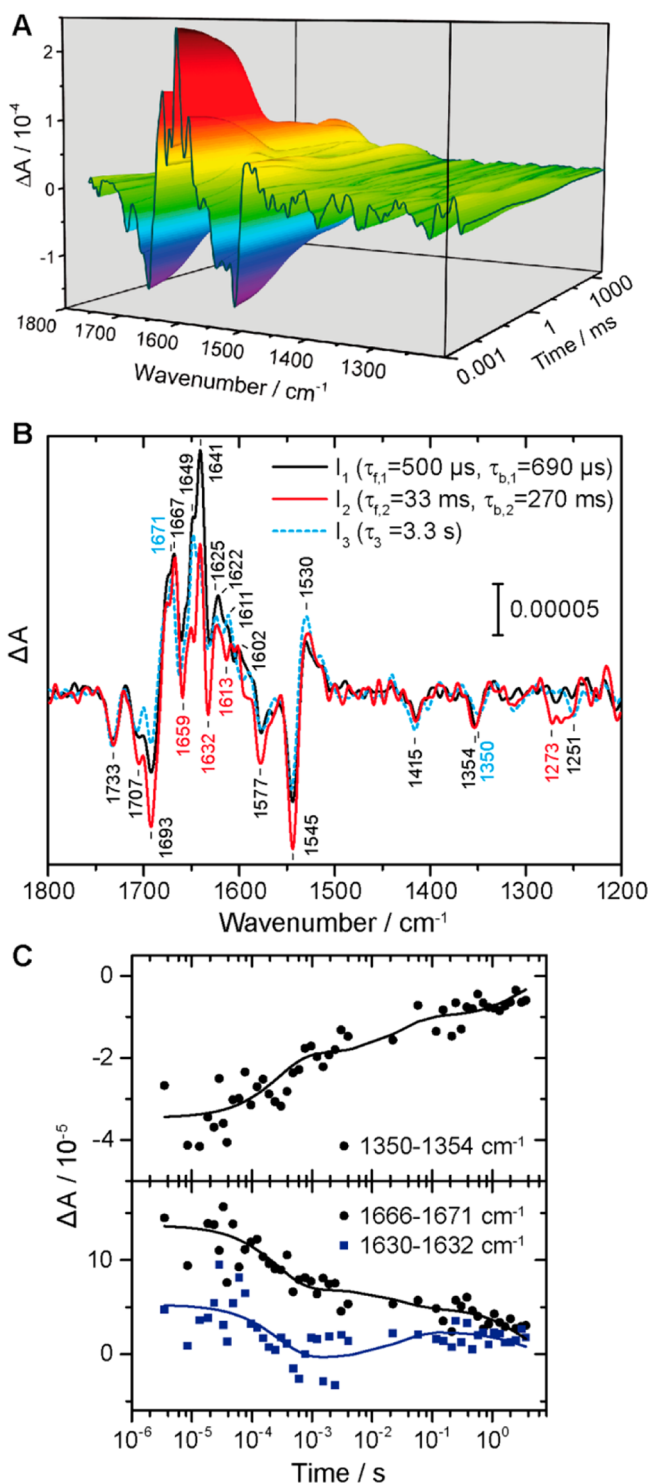 A
ΔA / 10⁻⁴
2
1
0
-1
1800
1700
1600
1500
1400
1300
Wavenumber / cm⁻¹
0.001
1
1000
Time / ms
B
ΔA
I₁ (τf,1=500 µs, τb,1=690 µs)
I₂ (τf,2=33 ms, τb,2=270 ms)
I₃ (τ₃ =3.3 s)
0.00005
1671
1667
1649
1641
1625
1622
1611
1602
1530
1733
1707
1693
1659
1632
1613
1577
1545
1415
1354
1350
1273
1251
1800 1700 1600 1500 1400 1300 1200
Wavenumber / cm⁻¹
C
ΔA / 10⁻⁵
0
-2
-4
1350-1354 cm⁻¹
10
0
1666-1671 cm⁻¹
1630-1632 cm⁻¹
10⁻⁶ 10⁻⁵ 10⁻⁴ 10⁻³ 10⁻² 10⁻¹ 10⁰
Time / s